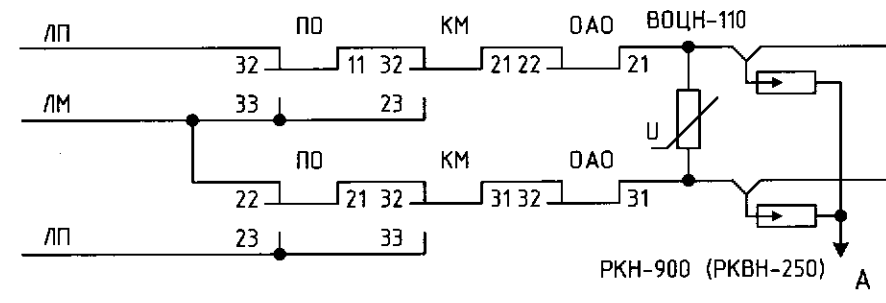 ЛП ПО КМ ОАО ВОЦН-110
32 11 32 21 22 21
ЛМ 33 23
U
ПО КМ ОАО
22 21 32 31 32 31
ЛП 23 33
РКН-900 (РКВН-250) А